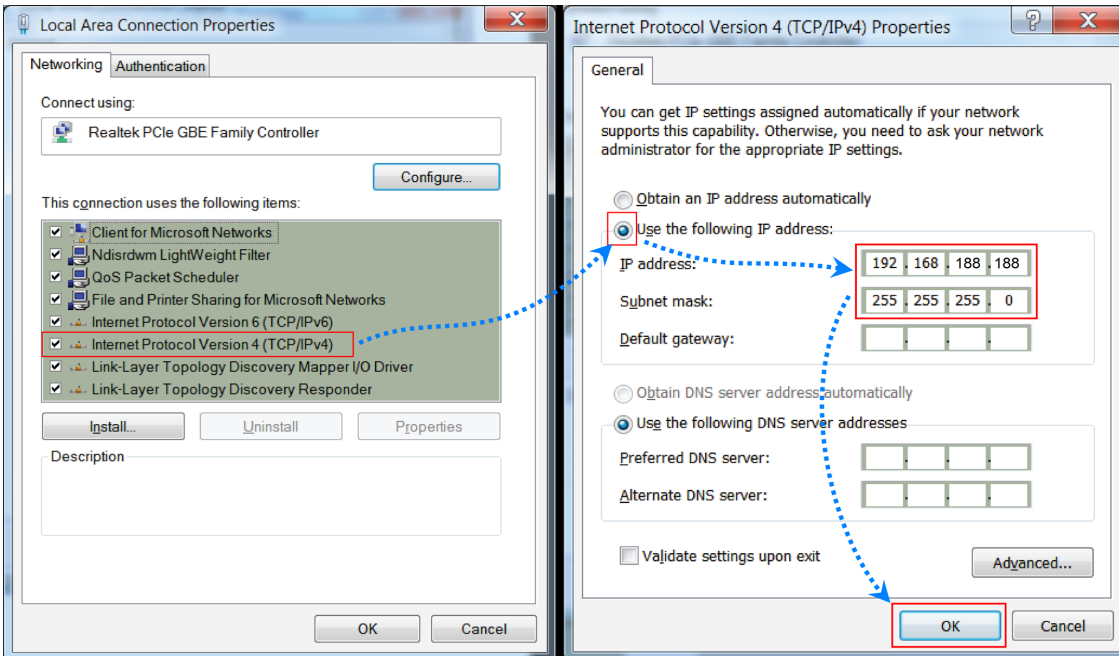 Local Area Connection Properties
Networking
Authentication
Connect using:
Realtek PCIe GBE Family Controller
Configure...
This connection uses the following items:
Client for Microsoft Networks
Ndisrdwm LightWeight Filter
QoS Packet Scheduler
File and Printer Sharing for Microsoft Networks
Internet Protocol Version 6 (TCP/IPv6)
Internet Protocol Version 4 (TCP/IPv4)
Link-Layer Topology Discovery Mapper I/O Driver
Link-Layer Topology Discovery Responder
Install...
Uninstall
Properties
Description
OK
Cancel
Internet Protocol Version 4 (TCP/IPv4) Properties
General
You can get IP settings assigned automatically if your network
supports this capability. Otherwise, you need to ask your network
administrator for the appropriate IP settings.
Obtain an IP address automatically
Use the following IP address:
IP address: 192 . 168 . 188 . 188
Subnet mask: 255 . 255 . 255 . 0
Default gateway: . . .
Obtain DNS server address automatically
Use the following DNS server addresses
Preferred DNS server: . . .
Alternate DNS server: . . .
Validate settings upon exit
Advanced...
OK
Cancel